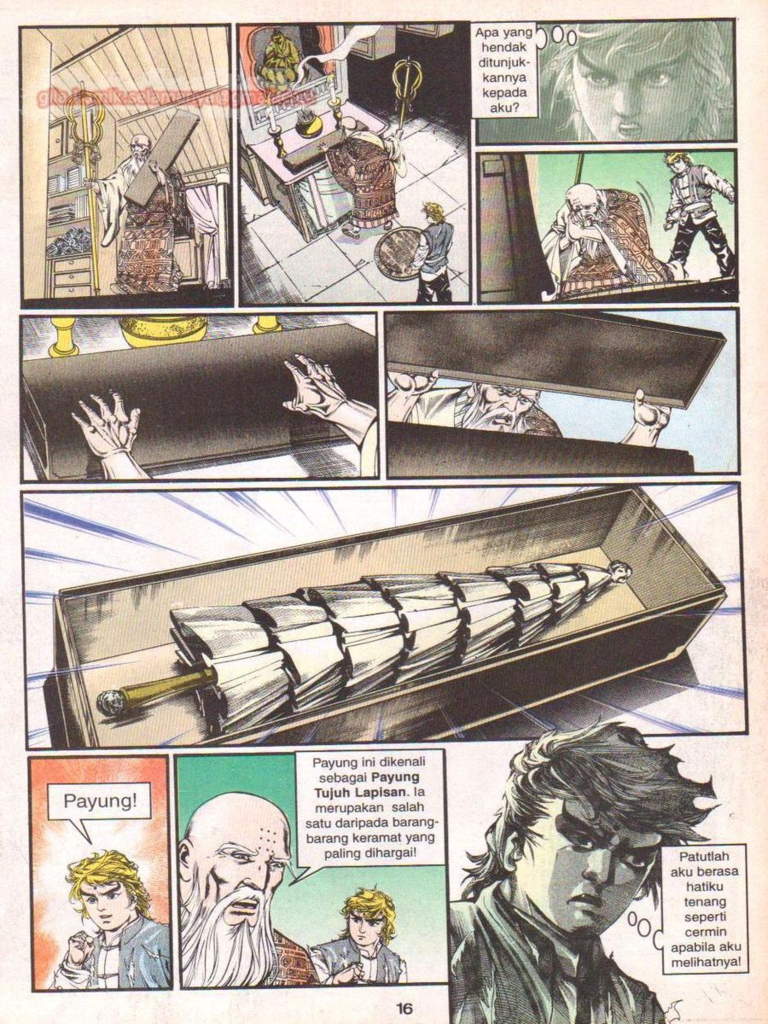 Apa yang
hendak
ditunjuk-
kannya
kepada
aku?
Payung!
Payung ini dikenali
sebagai Payung
Tujuh Lapisan. Ia
merupakan salah
satu daripada barang-
barang keramat yang
paling dihargai!
Patutlah
aku berasa
hatiku
tenang
seperti
cermin
apabila aku
melihatnya!
16